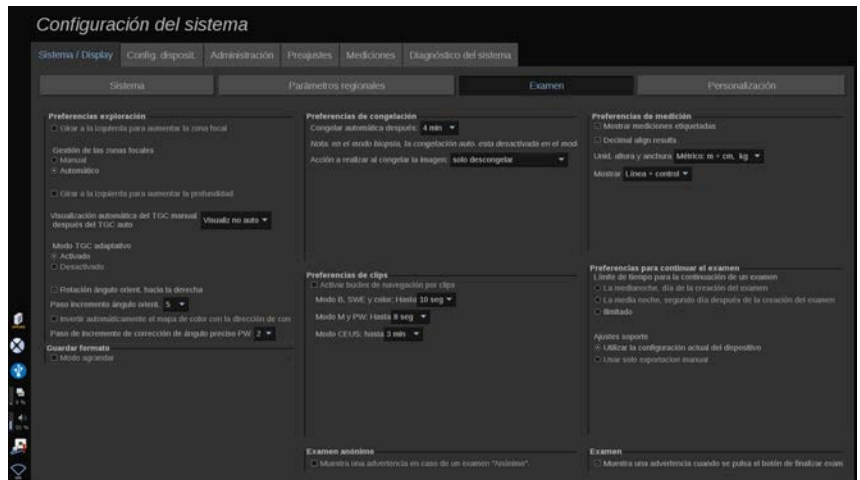 Configuración del sistema
Sistema / Display
Config. disposit.
Administración
Preajustes
Mediciones
Diagnóstico del sistema
Sistema
Parámetros regionales
Examen
Personalización
Preferencias exploración
Girar a la izquierda para aumentar la zona focal
Gestión de las zonas focales
Manual
Automático
Girar a la izquierda para aumentar la profundidad
Visualización automática del TGC manual
después del TGC auto
Visualiz no auto
Modo TGC adaptativo
Activado
Desactivado
Rotación ángulo orient. hacia la derecha
Paso incremento ángulo orient. 5
Invertir automáticamente el mapa de color con la dirección de con
Paso de incremento de corrección de ángulo preciso PW 2
Guardar formato
Modo agrandar
Preferencias de congelación
Congelar automática después: 4 min
Nota: en el modo biopsia, la congelación auto. esta desactivada en el mod
Acción a realizar al congelar la imagen: solo descongelar
Preferencias de clips
Activar bucles de navegación por clips
Modo B, SWE y color: Hasta 10 seg
Modo M y PW: Hasta 8 seg
Modo CEUS: hasta 3 min
Examen anónimo
Muestra una advertencia en caso de un examen "Anónimo".
Preferencias de medición
Mostrar mediciones etiquetadas
Decimal align results
Unid. altura y anchura Métrico: m + cm, kg
Mostrar Línea + control
Preferencias para continuar el examen
Límite de tiempo para la continuación de un examen
La medianoche, día de la creación del examen
La media noche, segundo día después de la creación del examen
Ilimitado
Ajustes soporte
Utilizar la configuración actual del dispositivo
Usar solo exportacion manual
Examen
Muestra una advertencia cuando se pulsa el botón de finalizar exam